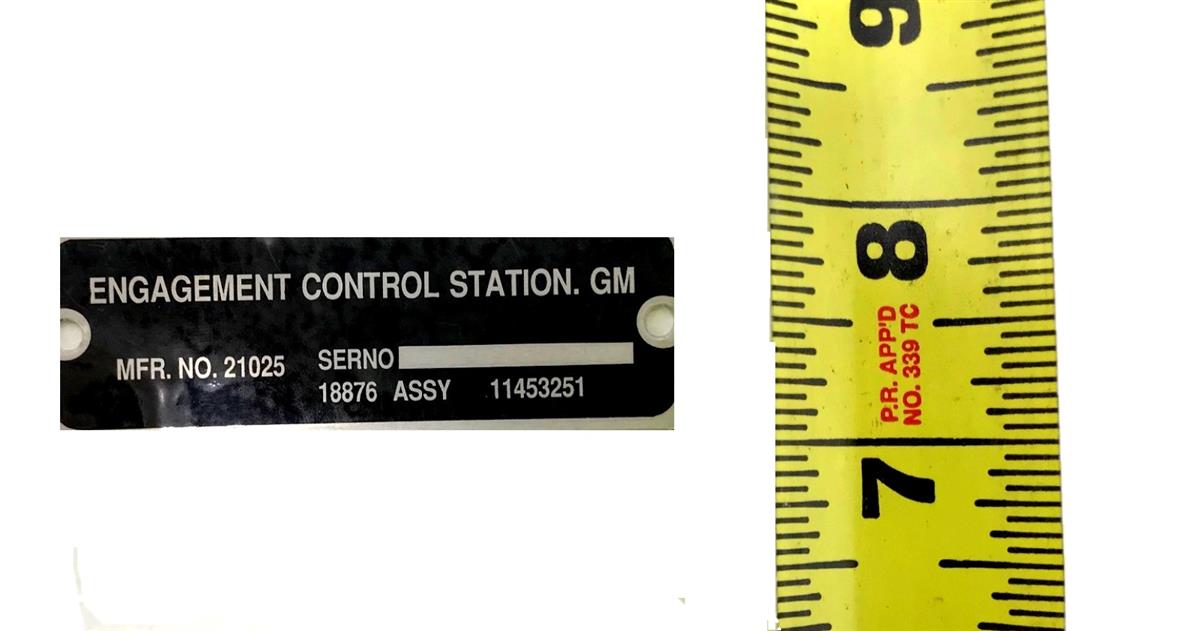 ENGAGEMENT CONTROL STATION. GM
MFR. NO. 21025
SERNO
18876 ASSY 11453251
9
8
P.R. APP'D
NO. 339 TC
7